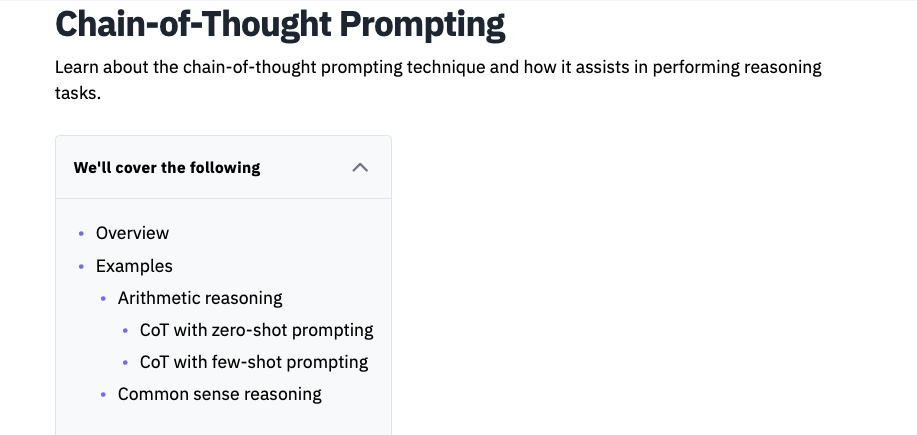 Chain-of-Thought Prompting
Learn about the chain-of-thought prompting technique and how it assists in performing reasoning
tasks.
We'll cover the following
Overview
Examples
Arithmetic reasoning
CoT with zero-shot prompting
CoT with few-shot prompting
Common sense reasoning